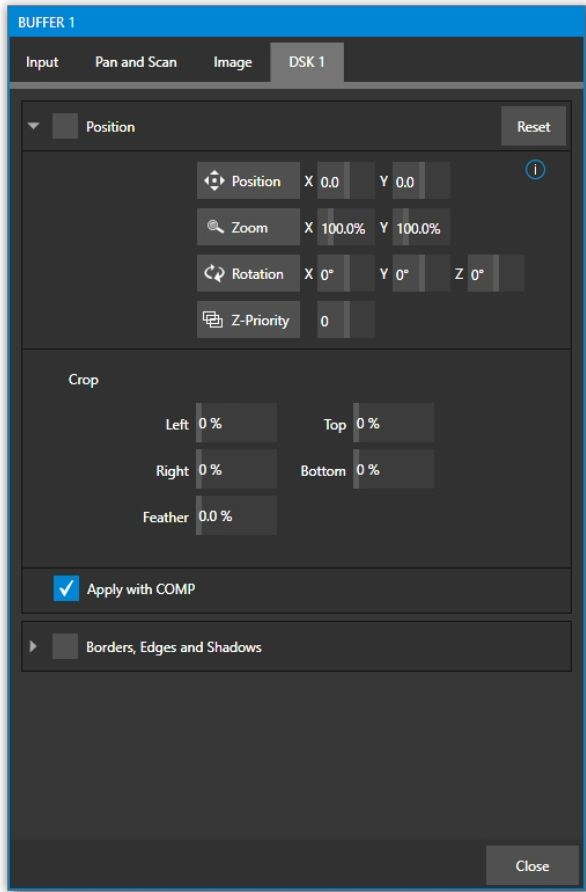 BUFFER 1
Input Pan and Scan Image DSK 1
Position Reset
Position X 0.0 Y 0.0
Zoom X 100.0% Y 100.0%
Rotation X 0° Y 0° Z 0°
Z-Priority 0
Crop
Left 0 % Top 0 %
Right 0 % Bottom 0 %
Feather 0.0 %
Apply with COMP
Borders, Edges and Shadows
Close